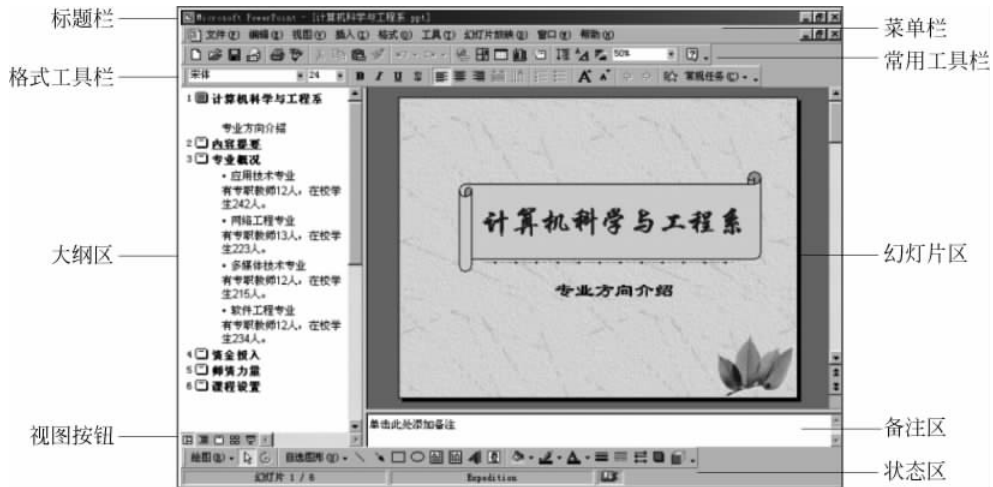 标题栏
格式工具栏
大纲区
视图按钮
Microsoft PowerPoint - [计算机科学与工程系.ppt]
文件(F) 编辑(E) 视图(V) 插入(I) 格式(O) 工具(T) 幻灯片放映(D) 窗口(W) 帮助(H)
50%
宋体 24 B I U S 常规任务(C)
1 计算机科学与工程系
专业方向介绍
2 内容提要
3 专业概况
• 应用技术专业
有专职教师12人，在校学
生242人。
• 网络工程专业
有专职教师13人，在校学
生223人。
• 多媒体技术专业
有专职教师12人，在校学
生215人。
• 软件工程专业
有专职教师12人，在校学
生234人。
4 资金投入
5 师资力量
6 课程设置
计算机科学与工程系
专业方向介绍
单击此处添加备注
绘图(R) 自选图形(U)
幻灯片 1 / 6 Expedition
菜单栏
常用工具栏
幻灯片区
备注区
状态区